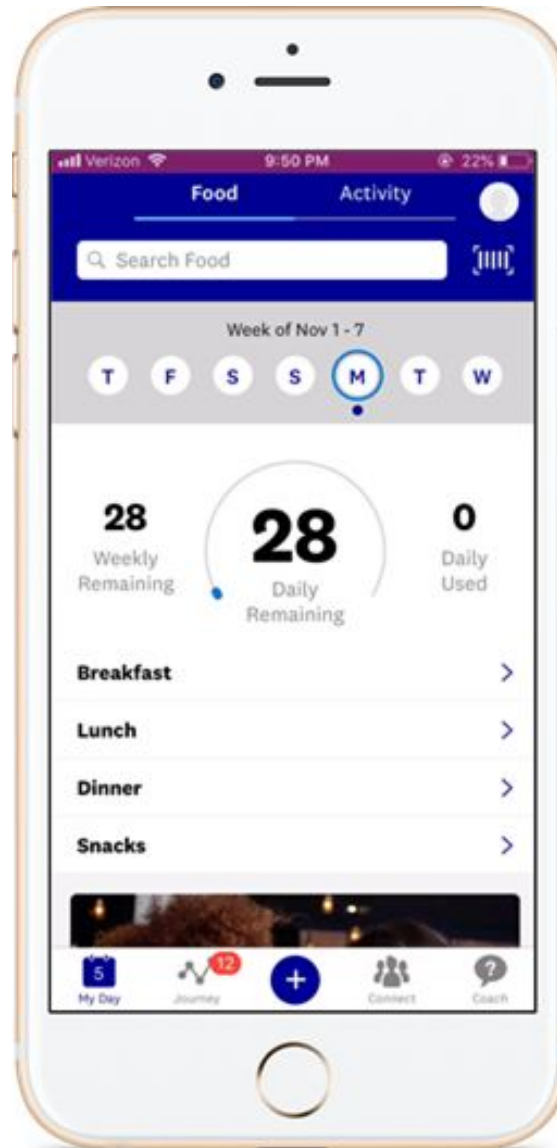 Verizon 9:50 PM 22%
Food Activity
Search Food
Week of Nov 1 - 7
T F S S M T W
28 28 0
Weekly Remaining
Daily Remaining
Daily Used
Breakfast
Lunch
Dinner
Snacks
12
5 + ?
My Day Journey Connect Coach